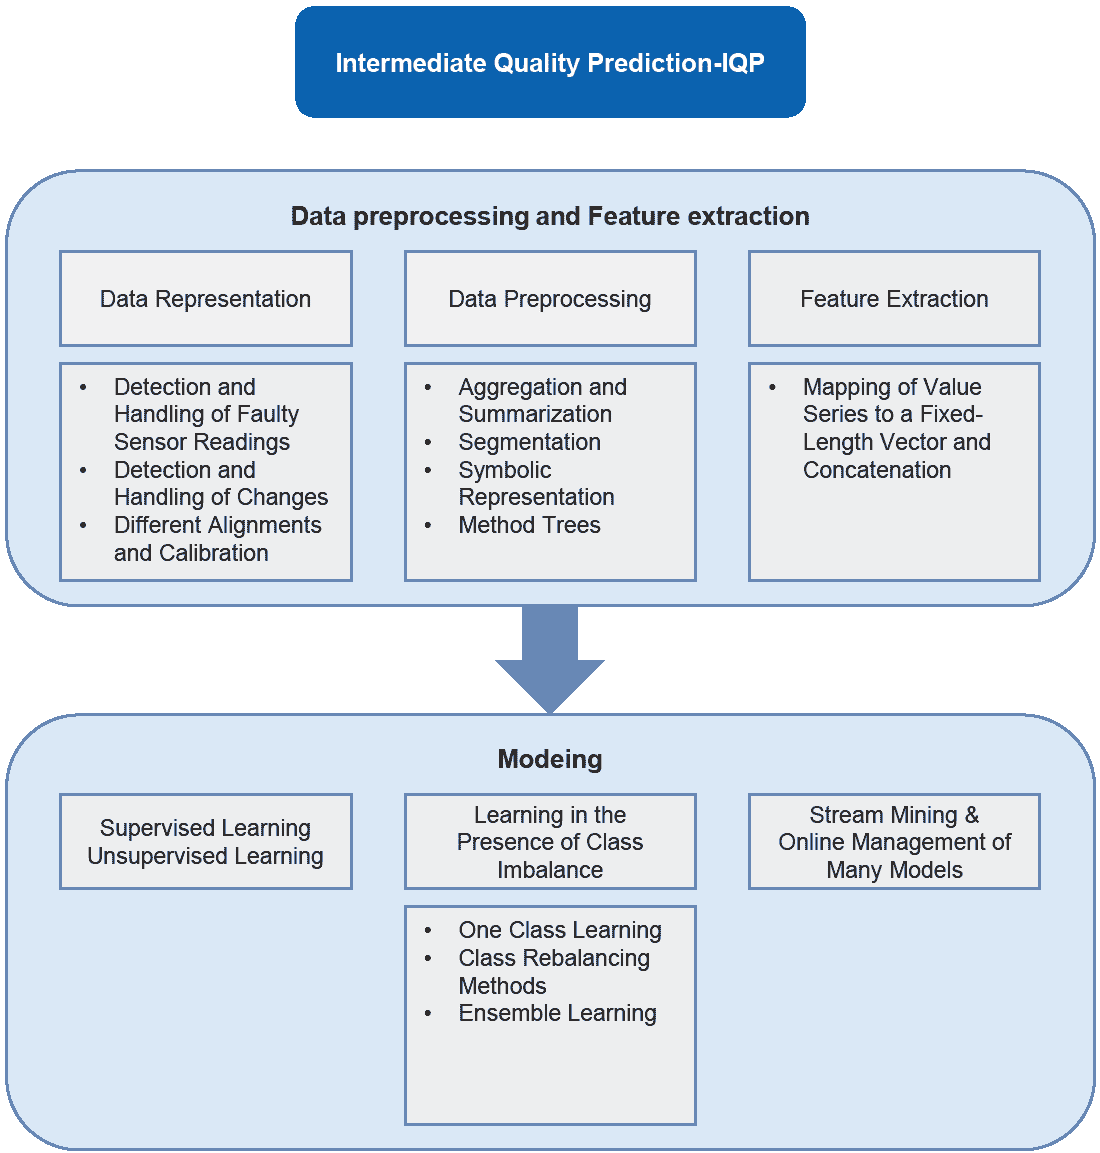 Intermediate Quality Prediction-IQP
Data preprocessing and Feature extraction
Data Representation
• Detection and
Handling of Faulty
Sensor Readings
• Detection and
Handling of Changes
• Different Alignments
and Calibration
Data Preprocessing
• Aggregation and
Summarization
• Segmentation
• Symbolic
Representation
• Method Trees
Feature Extraction
• Mapping of Value
Series to a Fixed-
Length Vector and
Concatenation
Modeing
Supervised Learning
Unsupervised Learning
Learning in the
Presence of Class
Imbalance
• One Class Learning
• Class Rebalancing
Methods
• Ensemble Learning
Stream Mining &
Online Management of
Many Models